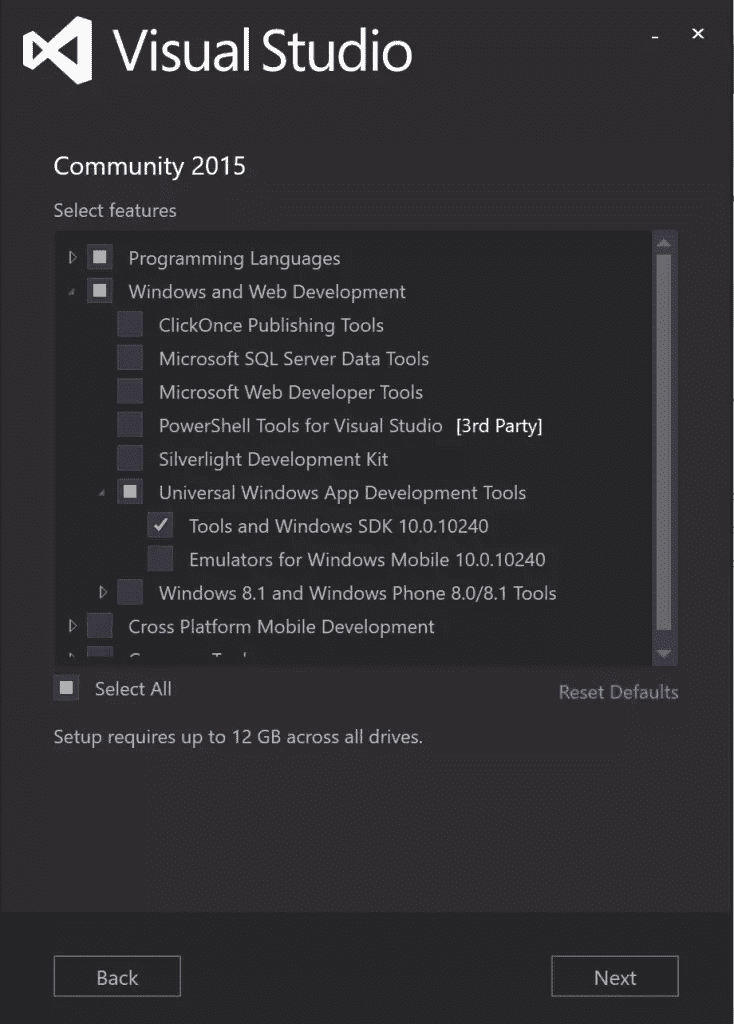 Visual Studio
Community 2015
Select features
Programming Languages
Windows and Web Development
ClickOnce Publishing Tools
Microsoft SQL Server Data Tools
Microsoft Web Developer Tools
PowerShell Tools for Visual Studio [3rd Party]
Silverlight Development Kit
Universal Windows App Development Tools
Tools and Windows SDK 10.0.10240
Emulators for Windows Mobile 10.0.10240
Windows 8.1 and Windows Phone 8.0/8.1 Tools
Cross Platform Mobile Development
Select All
Reset Defaults
Setup requires up to 12 GB across all drives.
Back
Next